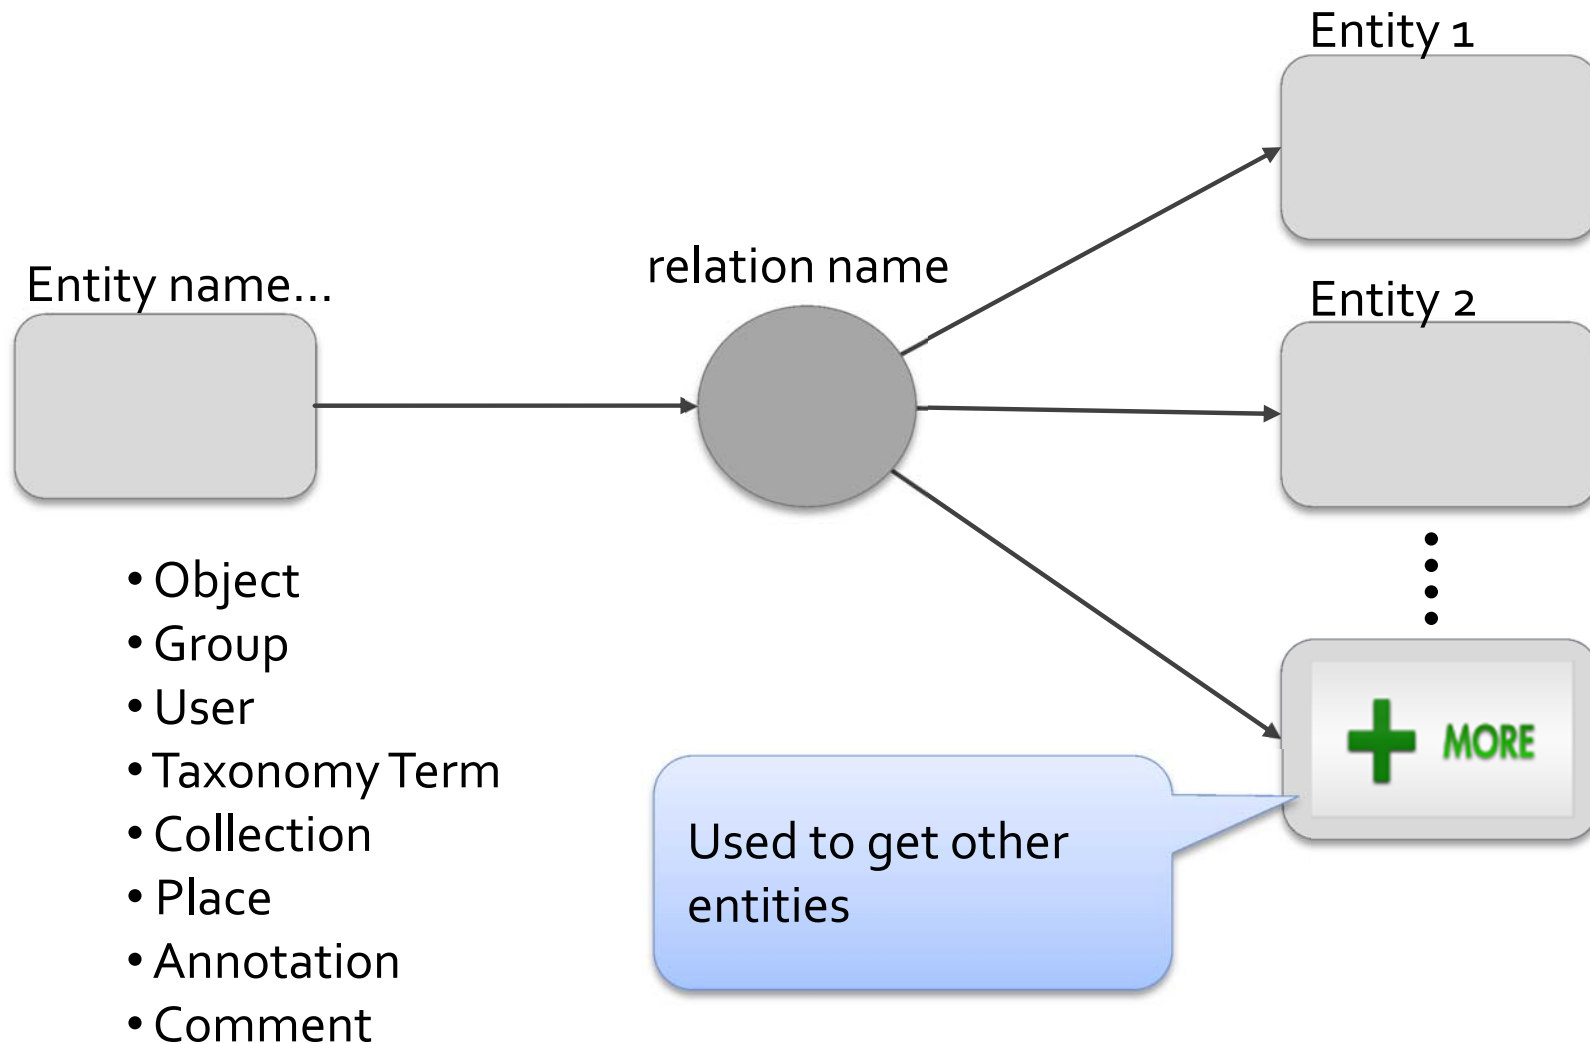 Entity 1
relation name
Entity name...
Entity 2
• Object
• Group
• User
• Taxonomy Term
• Collection
• Place
• Annotation
• Comment
MORE
Used to get other
entities